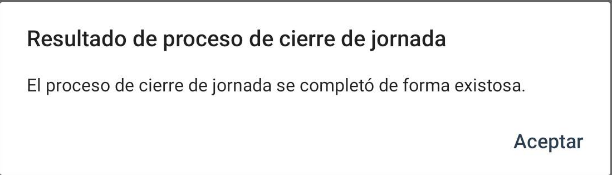 Resultado de proceso de cierre de jornada
El proceso de cierre de jornada se completó de forma existosa.
Aceptar